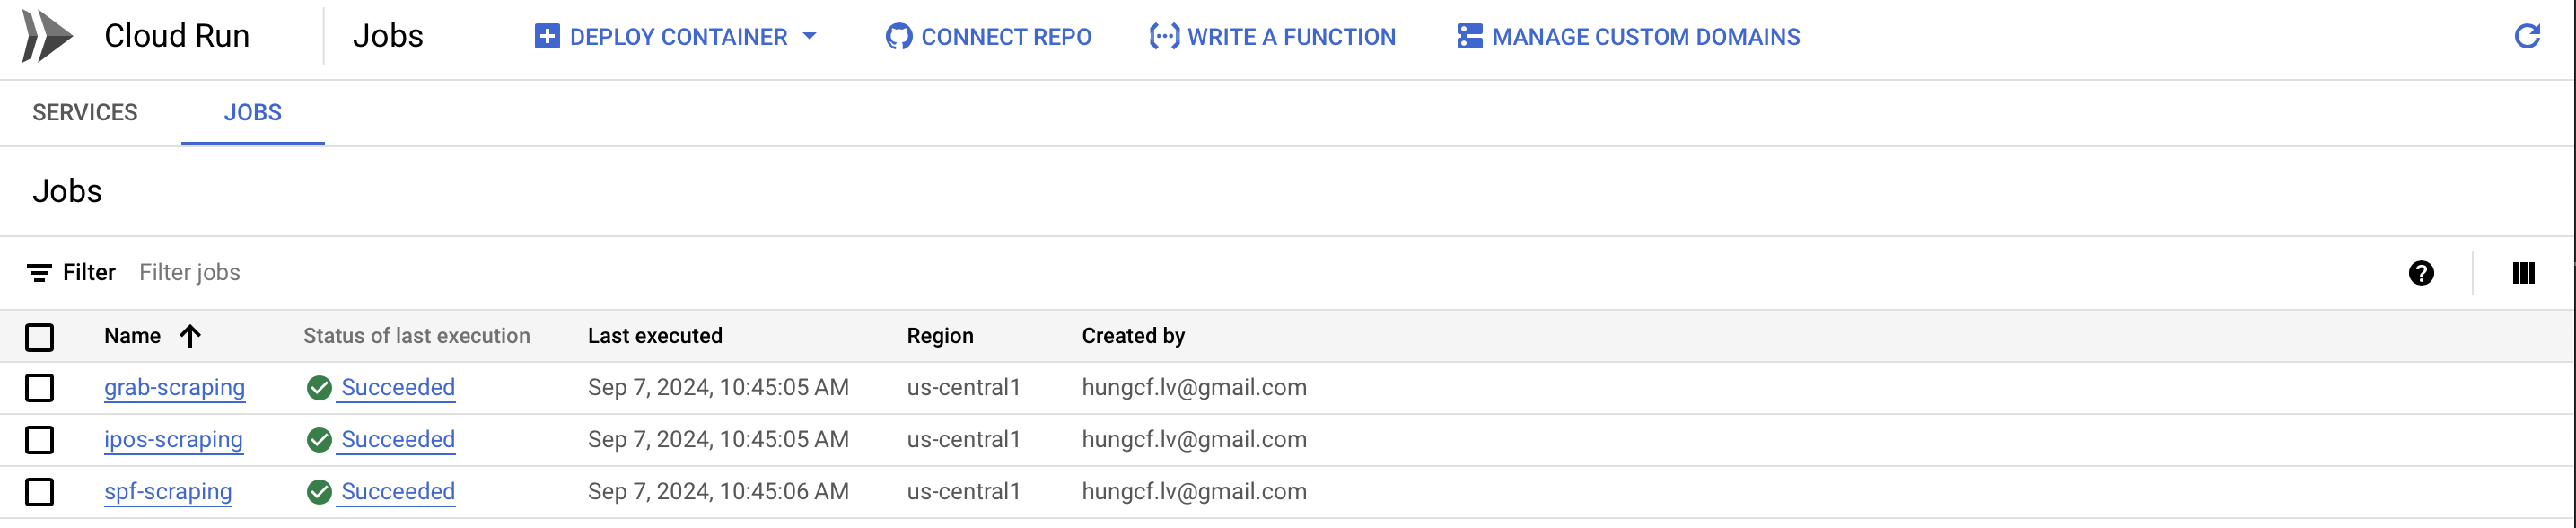 Cloud Run Jobs DEPLOY CONTAINER CONNECT REPO WRITE A FUNCTION MANAGE CUSTOM DOMAINS
SERVICES JOBS
Jobs
Filter Filter jobs
Name Status of last execution Last executed Region Created by
grab-scraping Succeeded Sep 7, 2024, 10:45:05 AM us-central1 hungcf.lv@gmail.com
ipos-scraping Succeeded Sep 7, 2024, 10:45:05 AM us-central1 hungcf.lv@gmail.com
spf-scraping Succeeded Sep 7, 2024, 10:45:06 AM us-central1 hungcf.lv@gmail.com